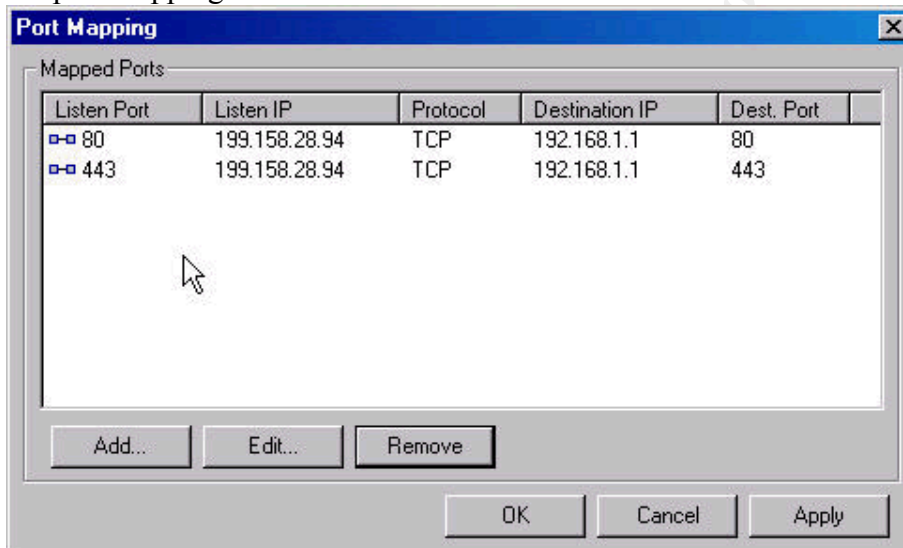 Port Mapping
Mapped Ports
Listen Port Listen IP Protocol Destination IP Dest. Port
80 199.158.28.94 TCP 192.168.1.1 80
443 199.158.28.94 TCP 192.168.1.1 443
Add... Edit... Remove
OK Cancel Apply